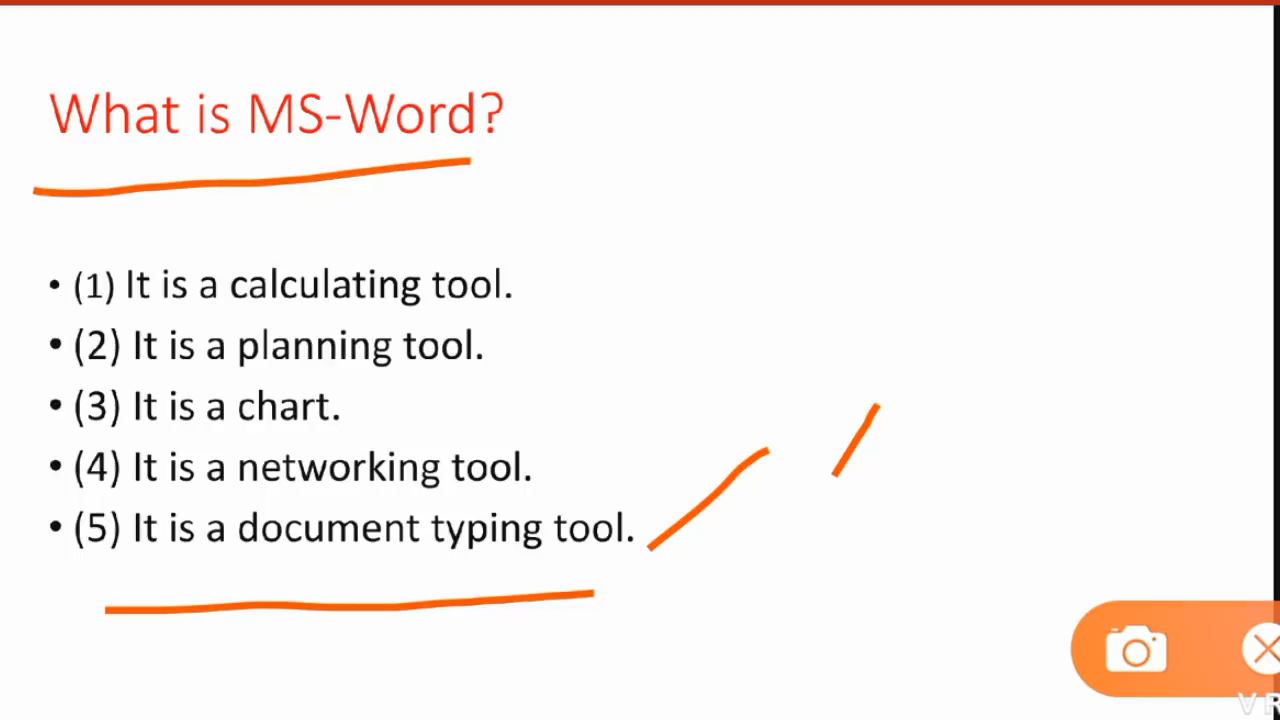 What is MS-Word?
• (1) It is a calculating tool.
• (2) It is a planning tool.
• (3) It is a chart.
• (4) It is a networking tool.
• (5) It is a document typing tool.
VR